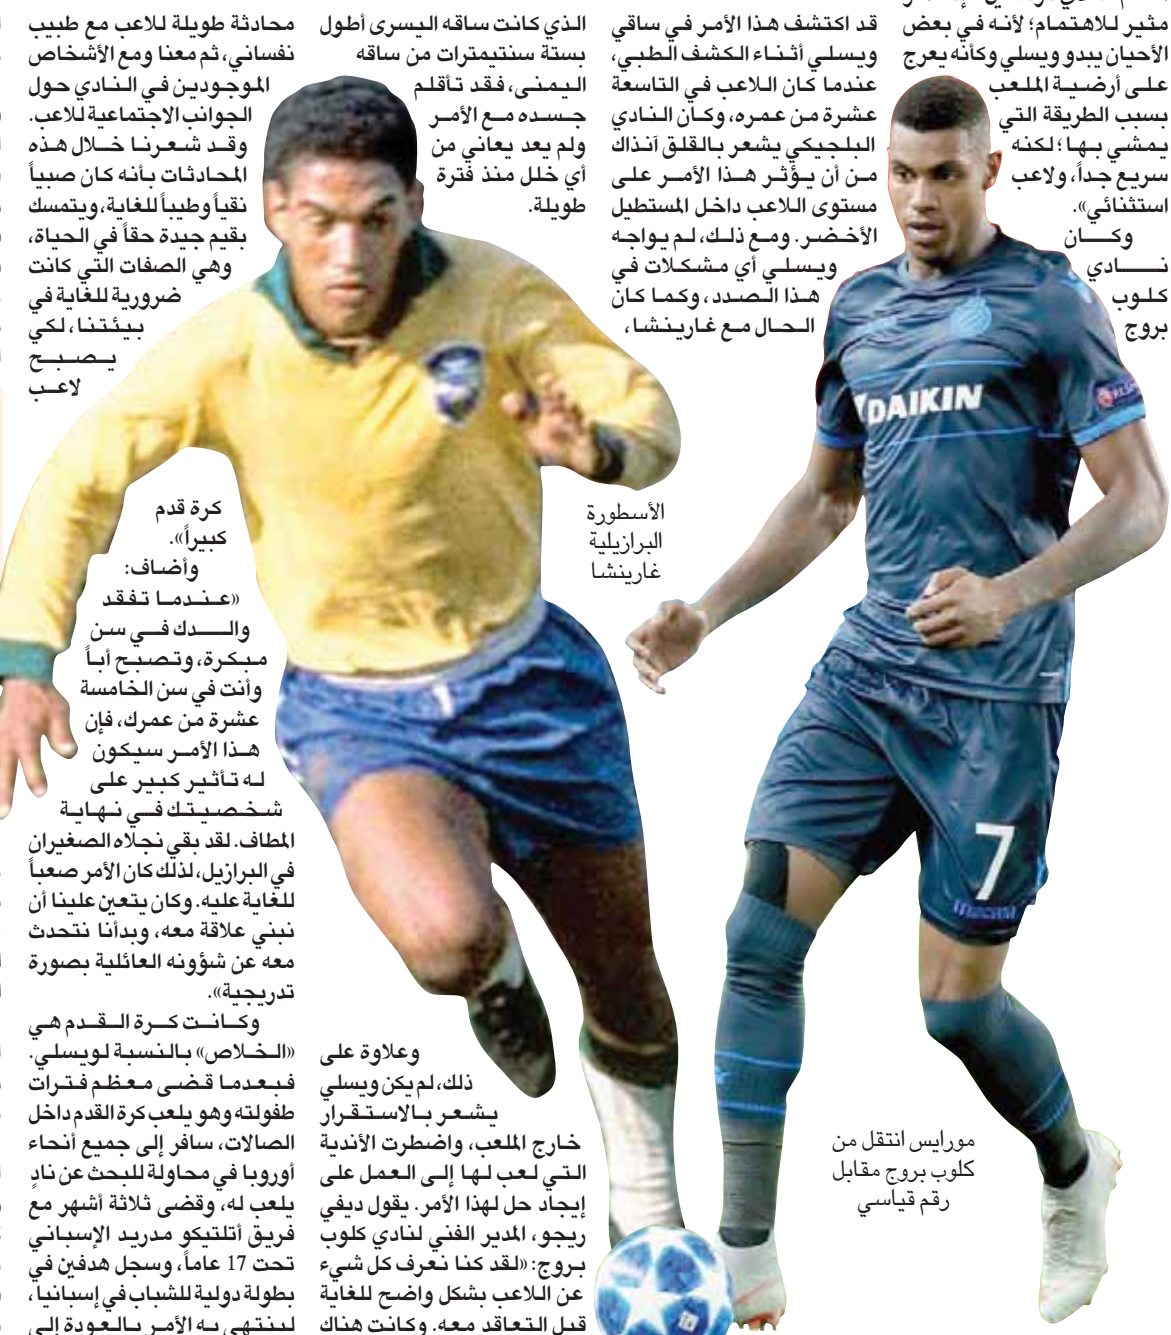 مثير للاهتمام؛ لأنه في بعض
الأحيان يبدو ويسلي وكأنه يعرج
على أرضية الملعب
بسبب الطريقة التي
يمشي بها؛ لكنه
سريع جداً، ولاعب
استثنائي».
وكان
نادي
كلوب
بروج
قد اكتشف هذا الأمر في ساقي
ويسلي أثناء الكشف الطبي،
عندما كان اللاعب في التاسعة
عشرة من عمره، وكان النادي
البلجيكي يشعر بالقلق آنذاك
من أن يؤثر هذا الأمر على
مستوى اللاعب داخل المستطيل
الأخضر. ومع ذلك، لم يواجه
ويسلي أي مشكلات في
هذا الصدد، وكما كان
الحال مع غارينشا،
الذي كانت ساقه اليسرى أطول
بستة سنتيمترات من ساقه
اليمنى، فقد تأقلم
جسده مع الأمر
ولم يعد يعاني من
أي خلل منذ فترة
طويلة.
وعلاوة على
ذلك، لم يكن ويسلي
يشعر بالاستقرار
خارج الملعب، واضطرت الأندية
التي لعب لها إلى العمل على
إيجاد حل لهذا الأمر. يقول ديفي
ريجو، المدير الفني لنادي كلوب
بروج: «لقد كنا نعرف كل شيء
عن اللاعب بشكل واضح للغاية
قبل التعاقد معه. وكانت هناك
محادثة طويلة للاعب مع طبيب
نفساني، ثم معنا ومع الأشخاص
الموجودين في النادي حول
الجوانب الاجتماعية للاعب.
وقد شعرنا خلال هذه
المحادثات بأنه كان صبياً
نقياً وطيباً للغاية، ويتمسك
بقيم جيدة حقاً في الحياة،
وهي الصفات التي كانت
ضرورية للغاية في
بيئتنا، لكي
يصبح
لاعب
كرة قدم
كبيراً».
وأضاف:
«عندما تفقد
والدك في سن
مبكرة، وتصبح أباً
وأنت في سن الخامسة
عشرة من عمرك، فإن
هذا الأمر سيكون
له تأثير كبير على
شخصيتك في نهاية
المطاف. لقد بقي نجلاه الصغيران
في البرازيل، لذلك كان الأمر صعباً
للغاية عليه. وكان يتعين علينا أن
نبني علاقة معه، وبدأنا نتحدث
معه عن شؤونه العائلية بصورة
تدريجية».
وكانت كرة القدم هي
«الخلاص» بالنسبة لويسلي.
فبعدما قضى معظم فترات
طفولته وهو يلعب كرة القدم داخل
الصالات، سافر إلى جميع أنحاء
أوروبا في محاولة للبحث عن نادٍ
يلعب له، وقضى ثلاثة أشهر مع
فريق أتلتيكو مدريد الإسباني
تحت 17 عاماً، وسجل هدفين في
بطولة دولية للشباب في إسبانيا،
لينتهي به الأمر بالعودة إلى
الأسطورة
البرازيلية
غارينشا
مورايس انتقل من
كلوب بروج مقابل
رقم قياسي
DAIKIN
7
macron